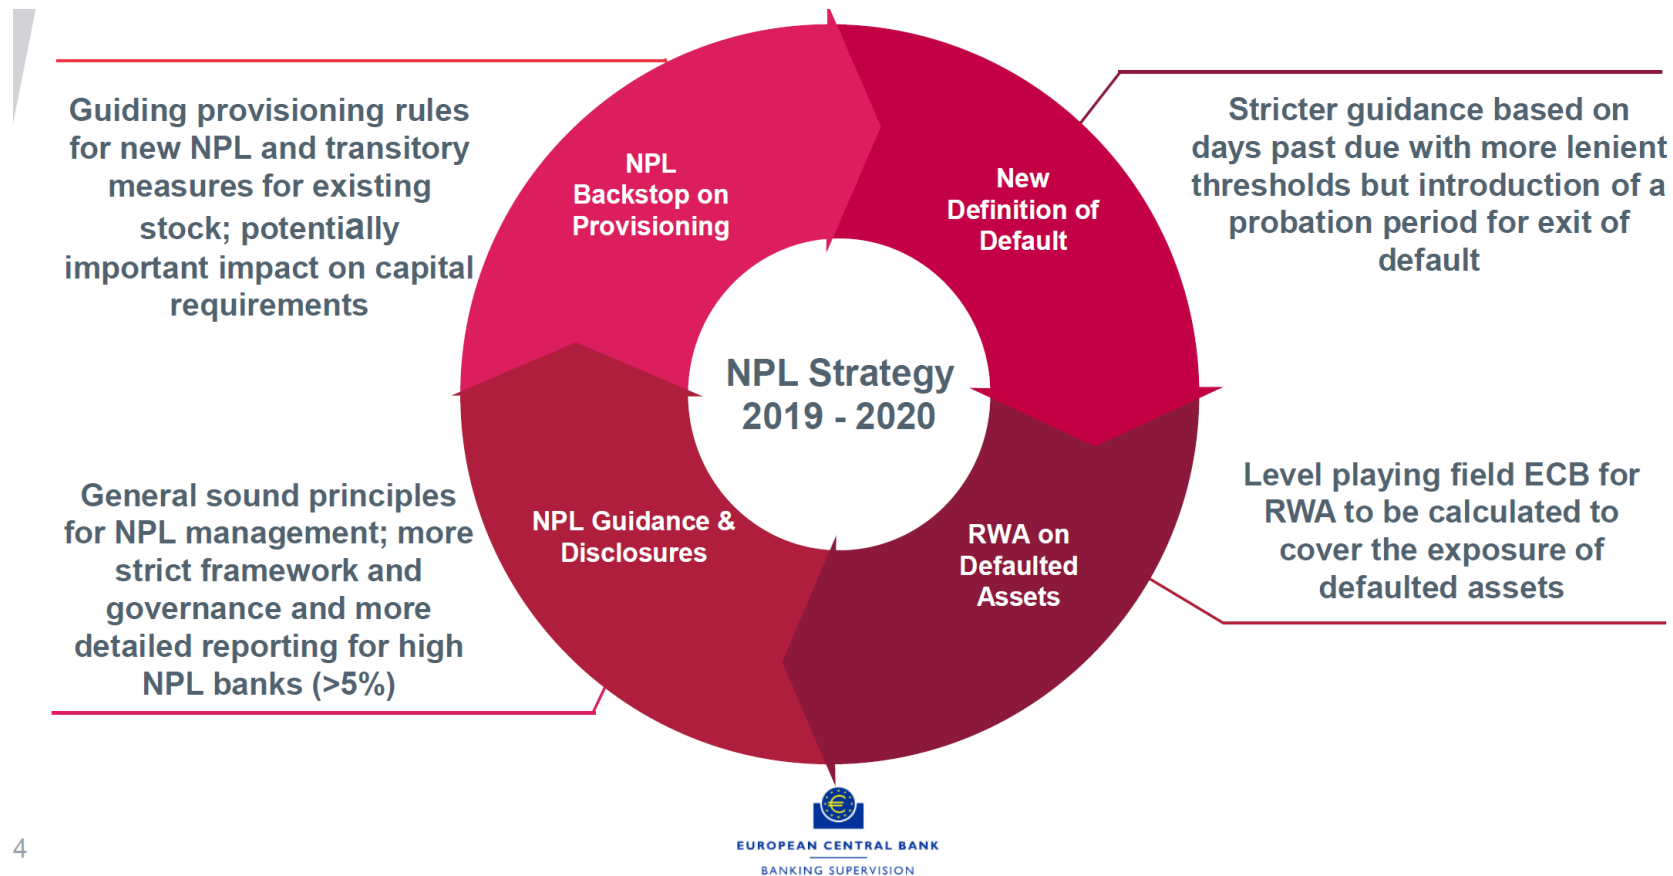 Guiding provisioning rules
for new NPL and transitory
measures for existing
stock; potentially
important impact on capital
requirements
NPL
Backstop on
Provisioning
New
Definition of
Default
Stricter guidance based on
days past due with more lenient
thresholds but introduction of a
probation period for exit of
default
NPL Strategy
2019 - 2020
General sound principles
for NPL management; more
strict framework and
governance and more
detailed reporting for high
NPL banks (>5%)
NPL Guidance &
Disclosures
RWA on
Defaulted
Assets
Level playing field ECB for
RWA to be calculated to
cover the exposure of
defaulted assets
4
€
EUROPEAN CENTRAL BANK
BANKING SUPERVISION